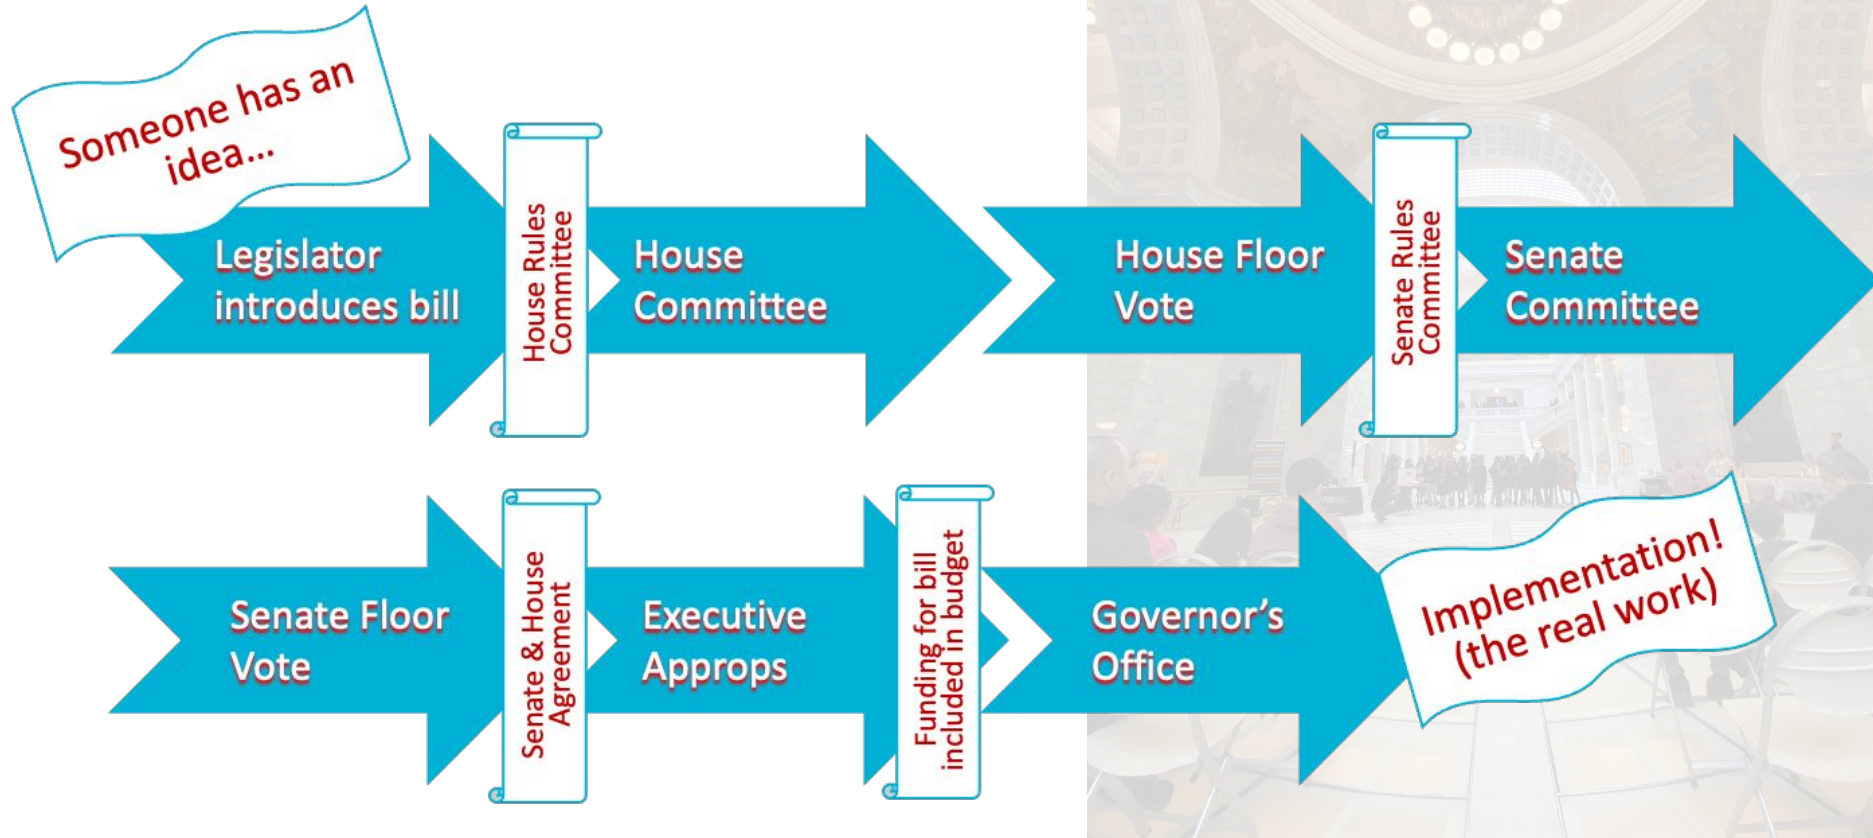 Someone has an
idea...
Legislator
introduces bill
House Rules
Committee
House
Committee
House Floor
Vote
Senate Rules
Committee
Senate
Committee
Senate Floor
Vote
Senate & House
Agreement
Executive
Approps
Funding for bill
included in budget
Governor’s
Office
Implementation!
(the real work)